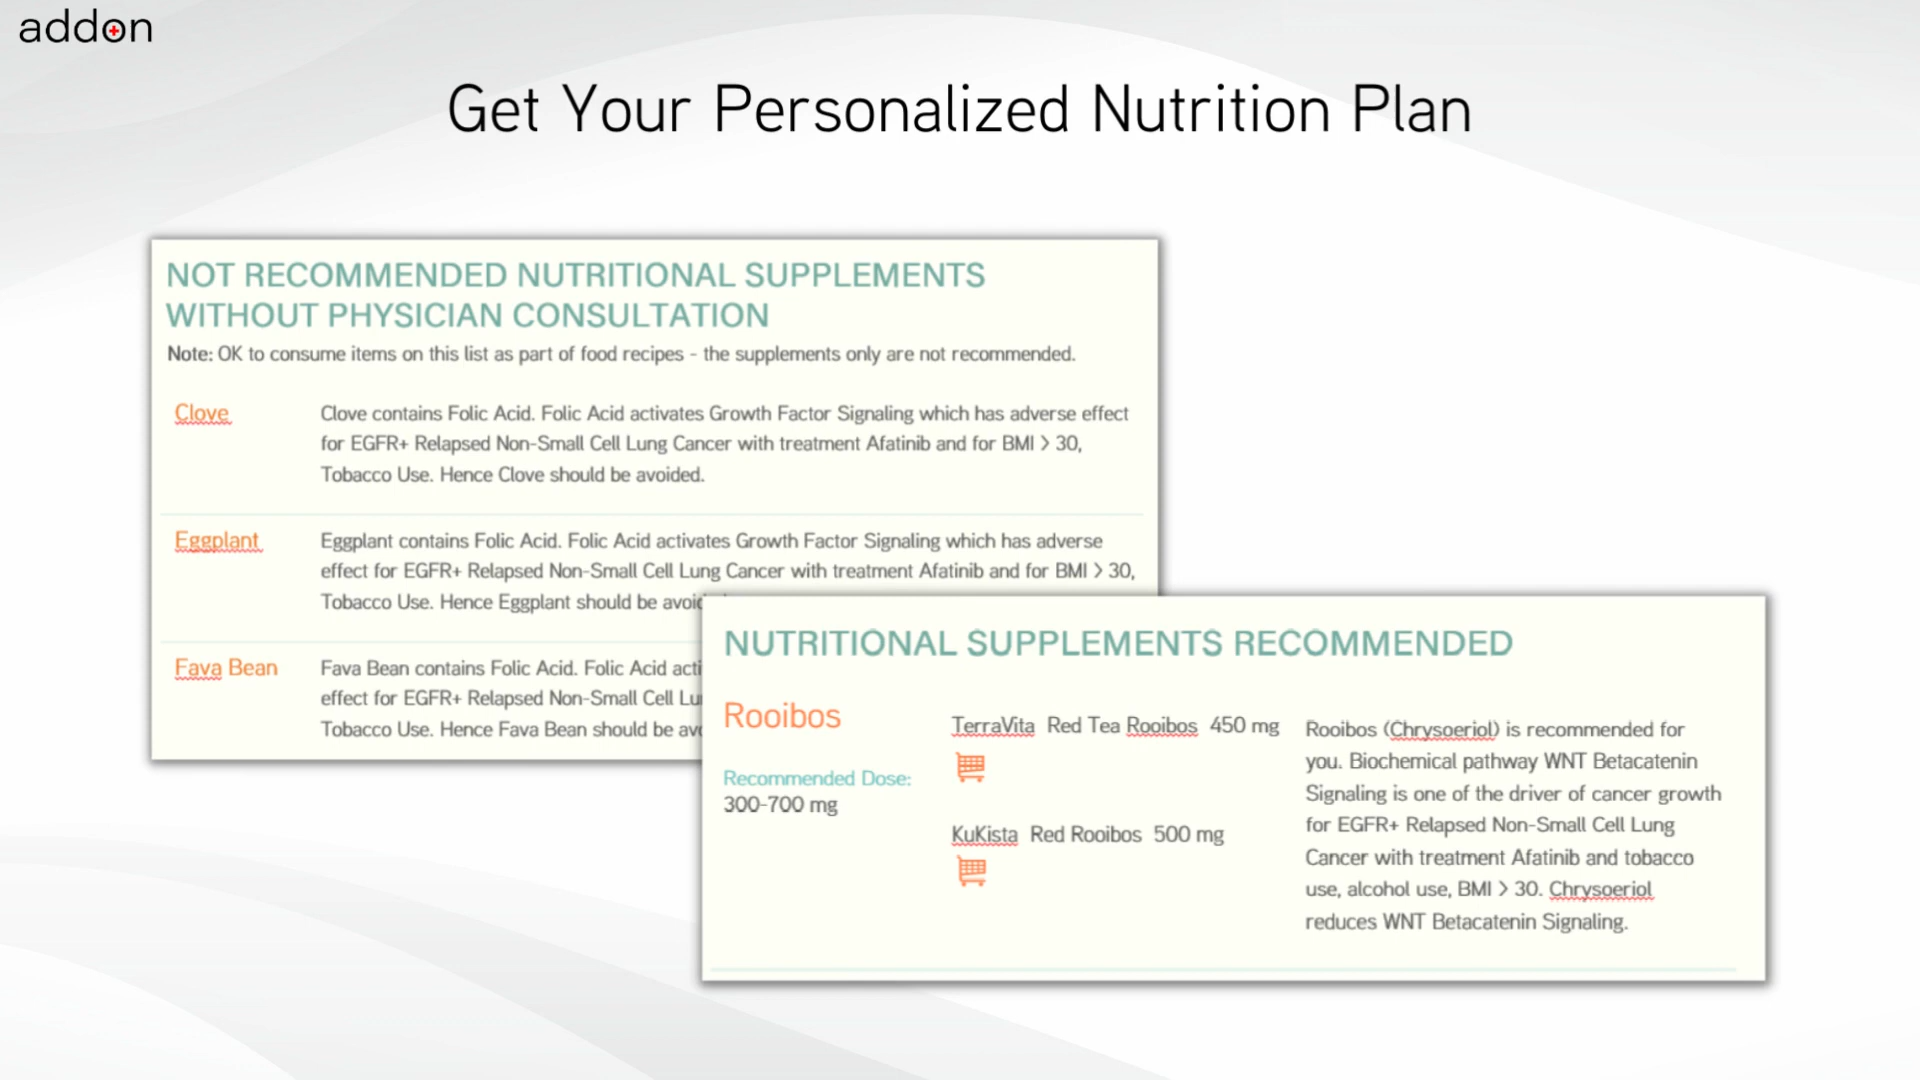 addon
Get Your Personalized Nutrition Plan
NOT RECOMMENDED NUTRITIONAL SUPPLEMENTS
WITHOUT PHYSICIAN CONSULTATION
Note: OK to consume items on this list as part of food recipes - the supplements only are not recommended.
Clove
Clove contains Folic Acid. Folic Acid activates Growth Factor Signaling which has adverse effect
for EGFR+ Relapsed Non-Small Cell Lung Cancer with treatment Afatinib and for BMI > 30,
Tobacco Use. Hence Clove should be avoided.
Eggplant
Eggplant contains Folic Acid. Folic Acid activates Growth Factor Signaling which has adverse
effect for EGFR+ Relapsed Non-Small Cell Lung Cancer with treatment Afatinib and for BMI > 30,
Tobacco Use. Hence Eggplant should be
Fava Bean
Fava Bean contains Folic Acid. Folic Acid
effect for EGFR+ Relapsed Non-Small Cell
Tobacco Use. Hence Fava Bean should be
NUTRITIONAL SUPPLEMENTS RECOMMENDED
Rooibos
Recommended Dose:
300-700 mg
TerraVita Red Tea Rooibos 450 mg
KuKista Red Rooibos 500 mg
Rooibos (Chrysoeriol) is recommended for
you. Biochemical pathway WNT Betacatenin
Signaling is one of the driver of cancer growth
for EGFR+ Relapsed Non-Small Cell Lung
Cancer with treatment Afatinib and tobacco
use, alcohol use, BMI > 30. Chrysoeriol
reduces WNT Betacatenin Signaling.